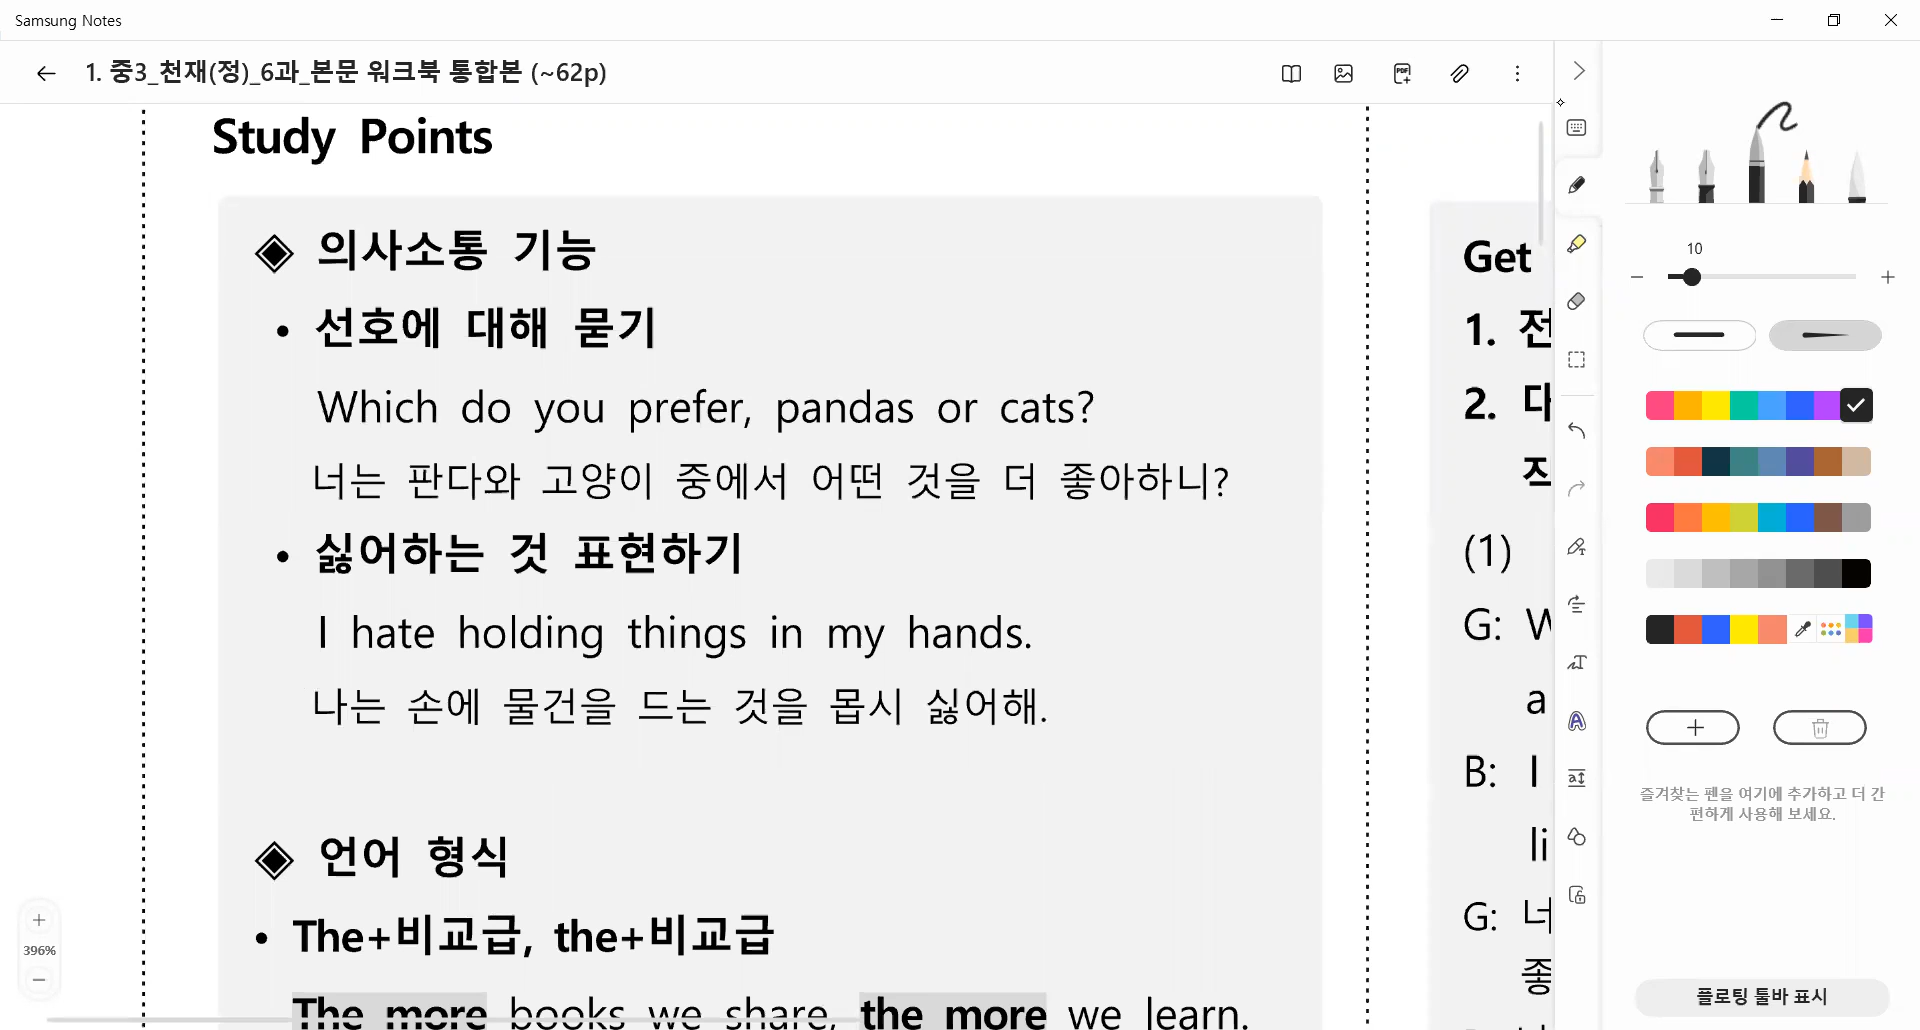 Samsung Notes
1. 중3_천재(정)_6과_본문 워크북 통합본 (~62p)
Study Points
◈ 의사소통 기능
• 선호에 대해 묻기
Which do you prefer, pandas or cats?
너는 판다와 고양이 중에서 어떤 것을 더 좋아하니?
• 싫어하는 것 표현하기
I hate holding things in my hands.
나는 손에 물건을 드는 것을 몹시 싫어해.
◈ 언어 형식
• The+비교급, the+비교급
The more books we share, the more we learn.
Get
1. 전
2. 대
(1)
G: W
a
B: I
li
G: 너
좋
10
즐겨찾는 펜을 여기에 추가하고 더 간
편하게 사용해 보세요.
플로팅 툴바 표시
396%